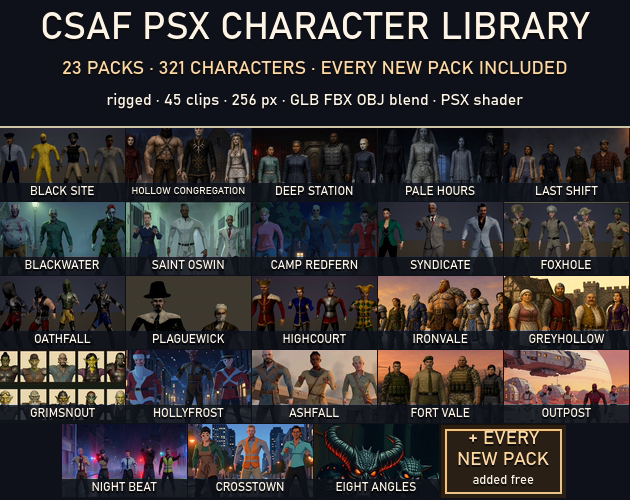 CSAF PSX CHARACTER LIBRARY
23 PACKS · 321 CHARACTERS · EVERY NEW PACK INCLUDED
rigged · 45 clips · 256 px · GLB FBX OBJ blend · PSX shader
BLACK SITE
HOLLOW CONGREGATION
DEEP STATION
PALE HOURS
LAST SHIFT
BLACKWATER
SAINT OSWIN
CAMP REDFERN
SYNDICATE
FOXHOLE
OATHFALL
PLAGUEWICK
HIGHCOURT
IRONVALE
GREYHOLLOW
GRIMSNOUT
HOLLYFROST
ASHFALL
FORT VALE
OUTPOST
NIGHT BEAT
CROSSTOWN
EIGHT ANGLES
+ EVERY
NEW PACK
added free